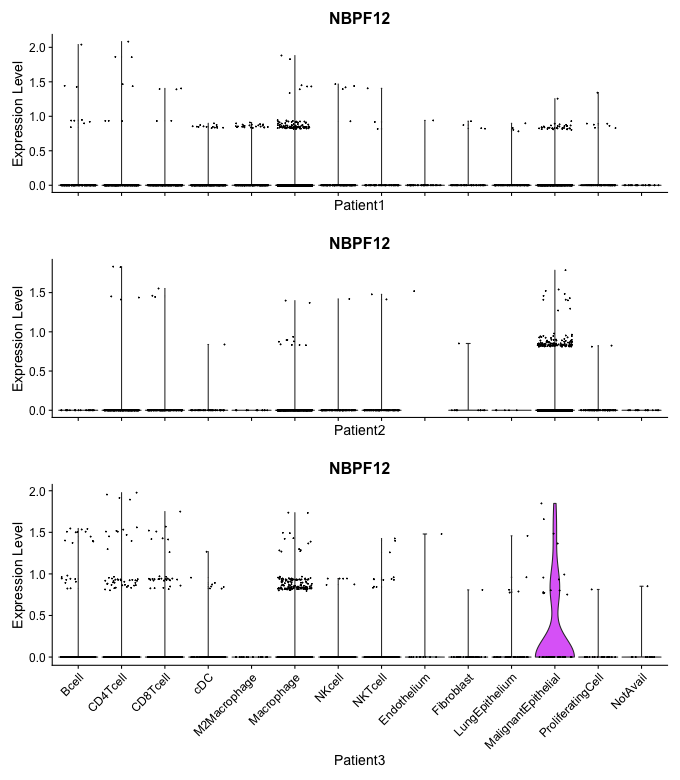 NBPF12
Expression Level
2.0
1.5
1.0
0.5
0.0
Patient1
NBPF12
Expression Level
1.5
1.0
0.5
0.0
Patient2
NBPF12
Expression Level
2.0
1.5
1.0
0.5
0.0
Bcell
CD4Tcell
CD8Tcell
cDC
M2Macrophage
Macrophage
NKcell
NKTcell
Endothelium
Fibroblast
LungEpithelium
MalignantEpithelial
ProliferatingCell
NotAvail
Patient3